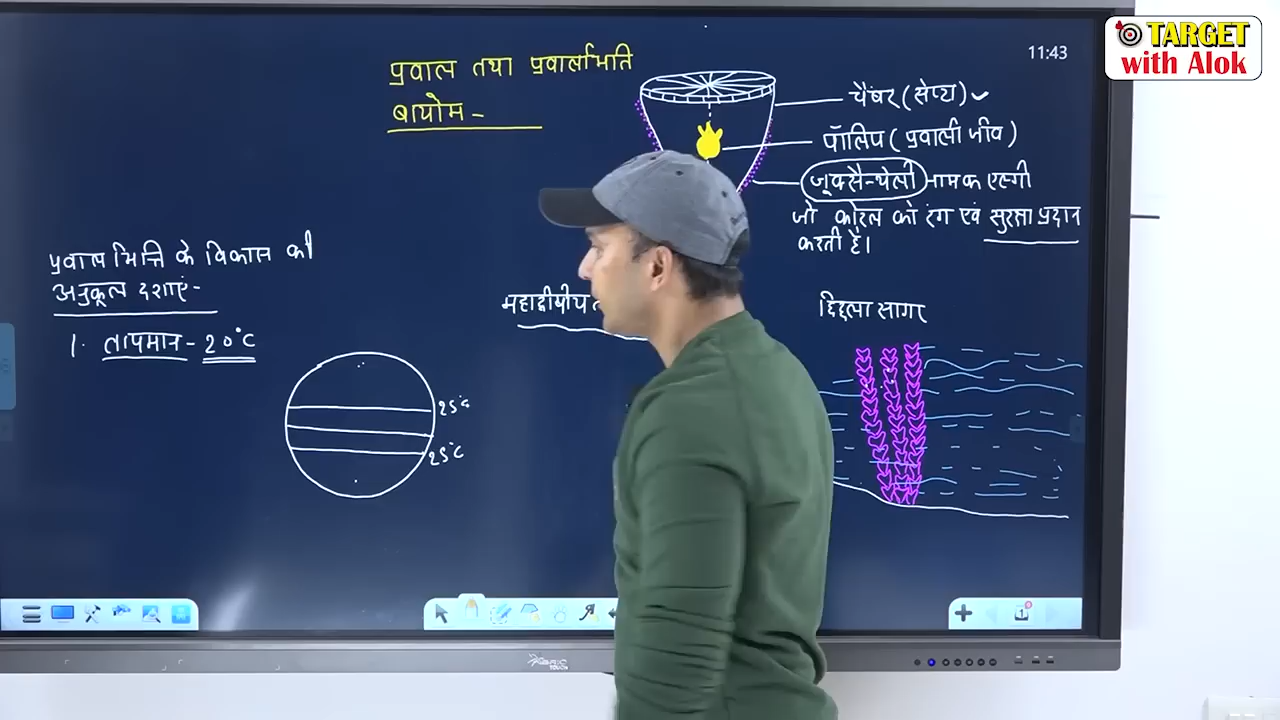 TARGET
with Alok
11:43
प्रवाल तथा प्रवालभित्ति
बायोम -
चैंबर (सेप्टा)
पॉलिप (प्रवाली जीव)
जूक्सै-थेली नामक एल्गी
जो कोरल को रंग एवं सुरक्षा प्रदान
करती है।
प्रवाल भित्ति के विकास की
अनुकूल दशाएं -
1. तापमान - 20°C
25°C
25°C
महाद्वीपीय
छिछला सागर